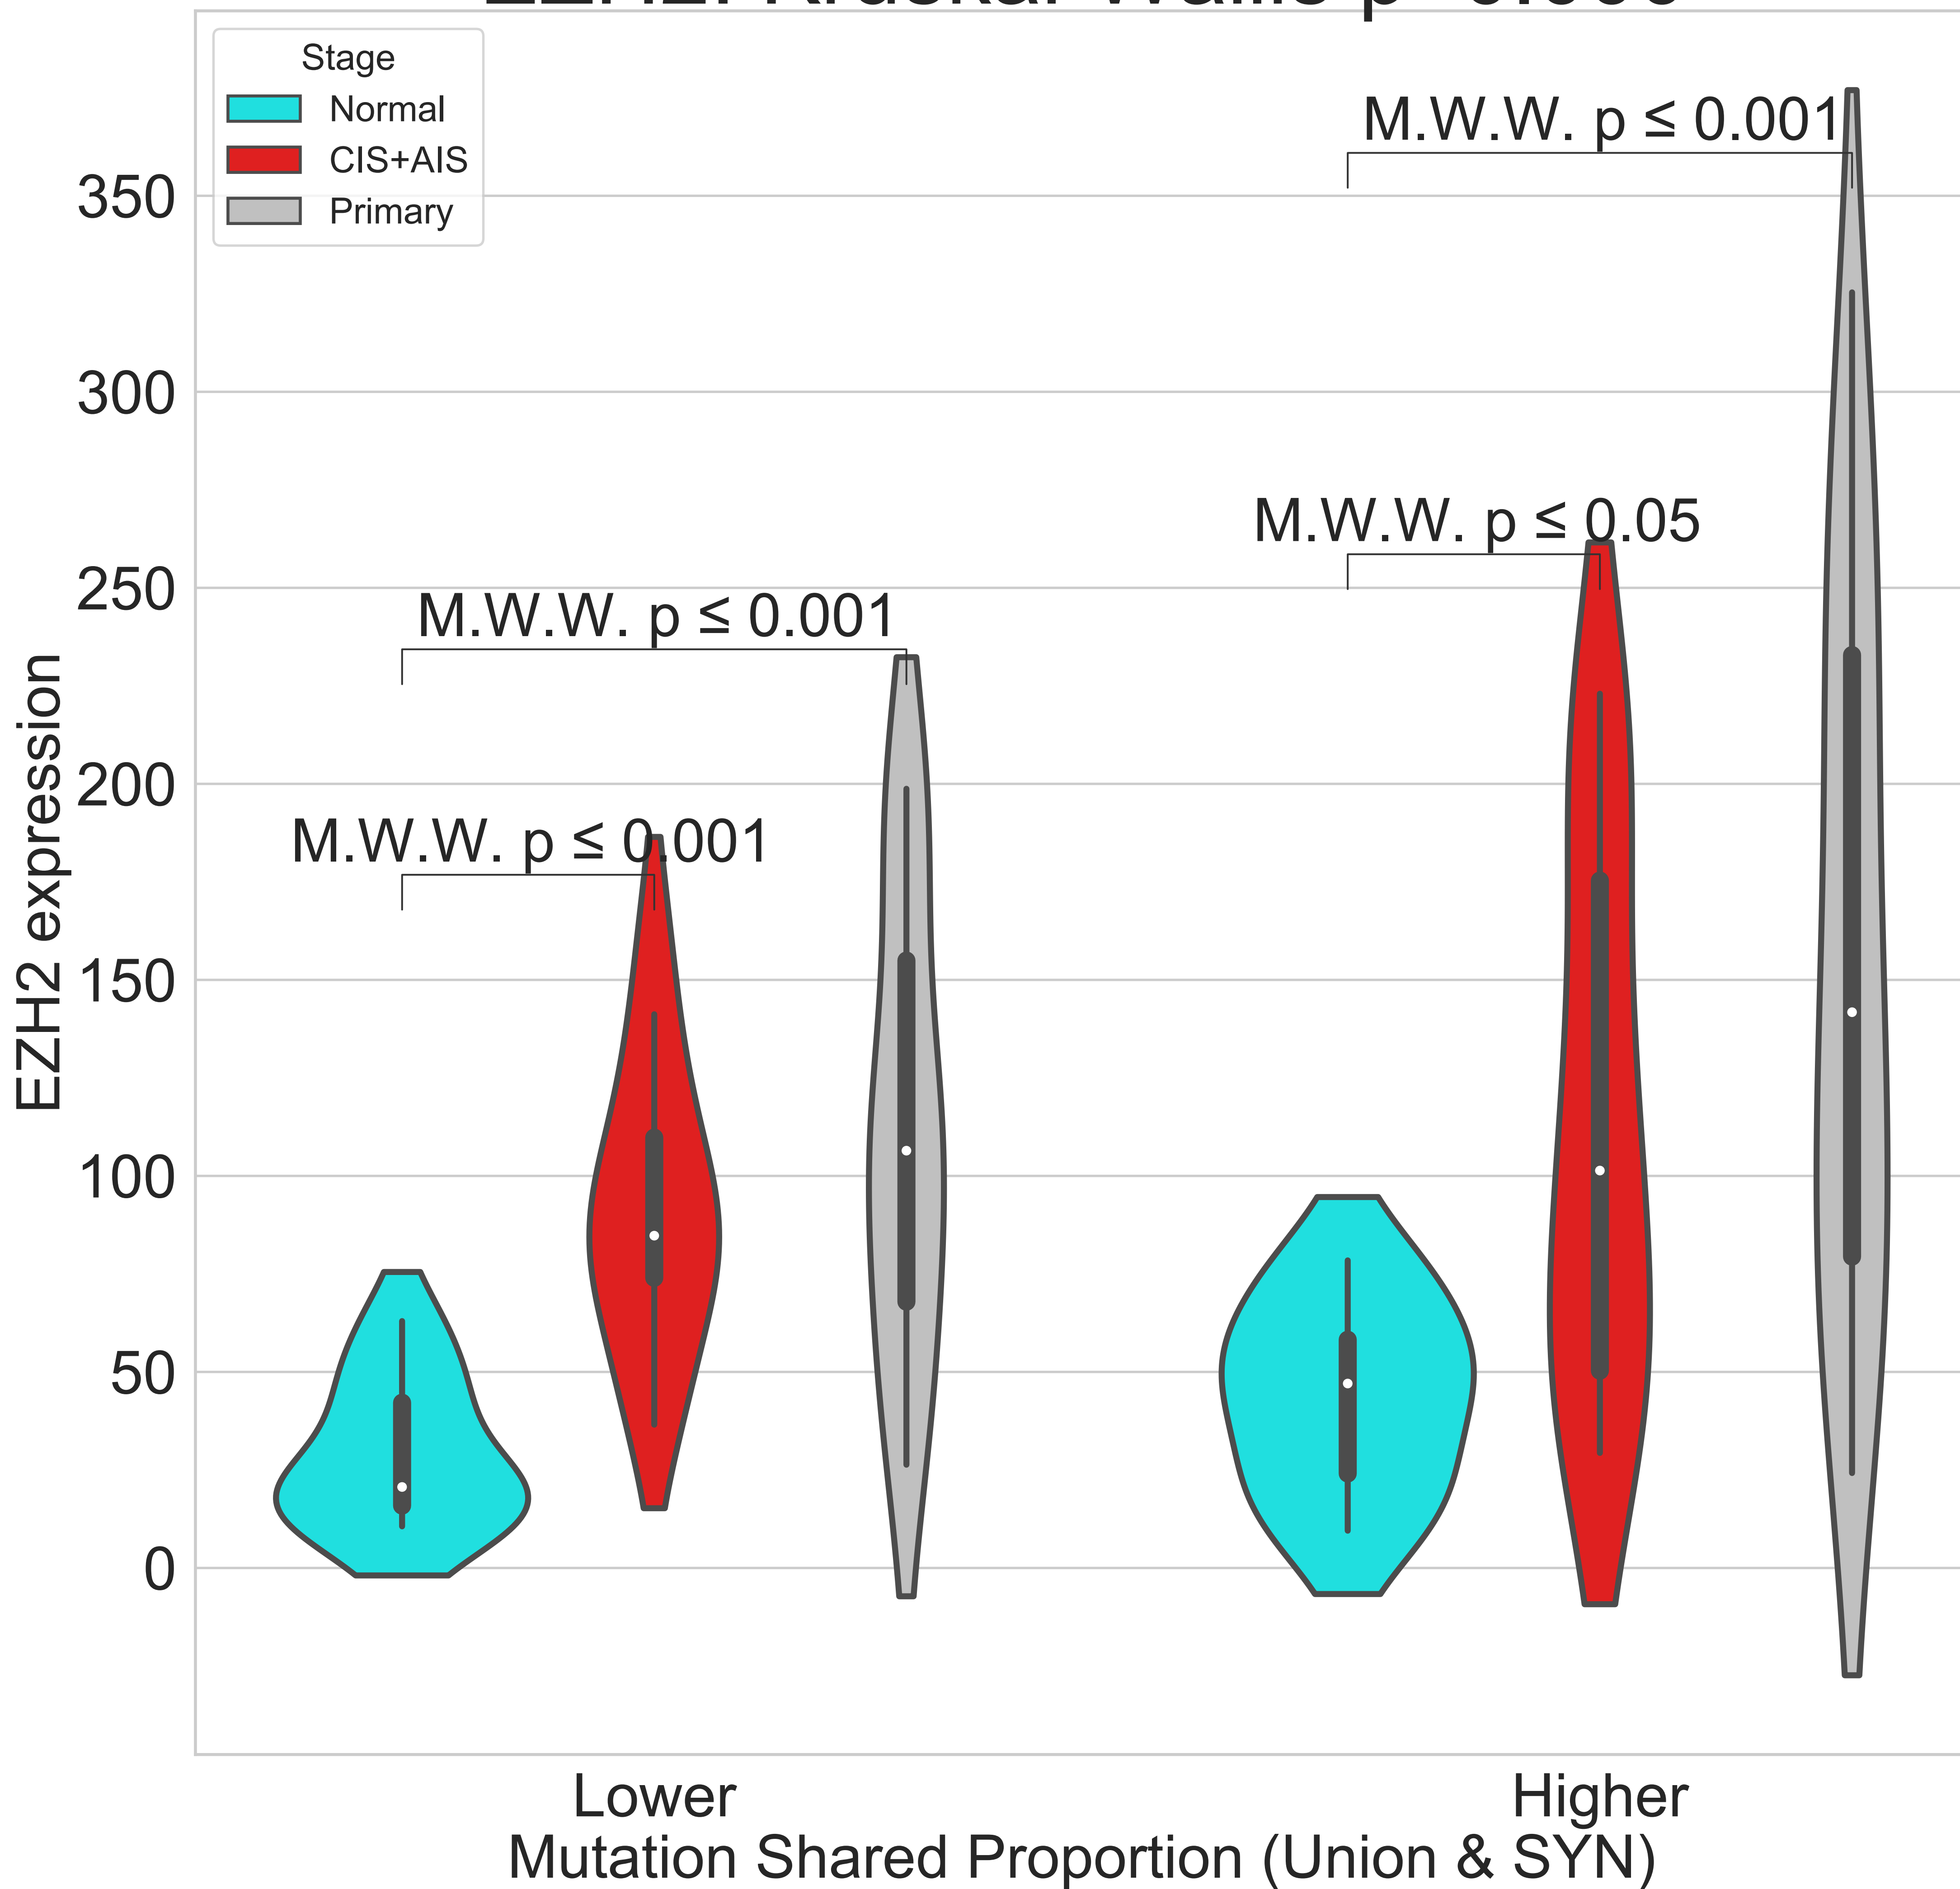 Stage
Normal
CIS+AIS
Primary
M.W.W. p ≤ 0.001
M.W.W. p ≤ 0.05
M.W.W. p ≤ 0.001
M.W.W. p ≤ 0.001
350
300
250
200
150
100
50
0
EZH2 expression
Lower
Higher
Mutation Shared Proportion (Union & SYN)